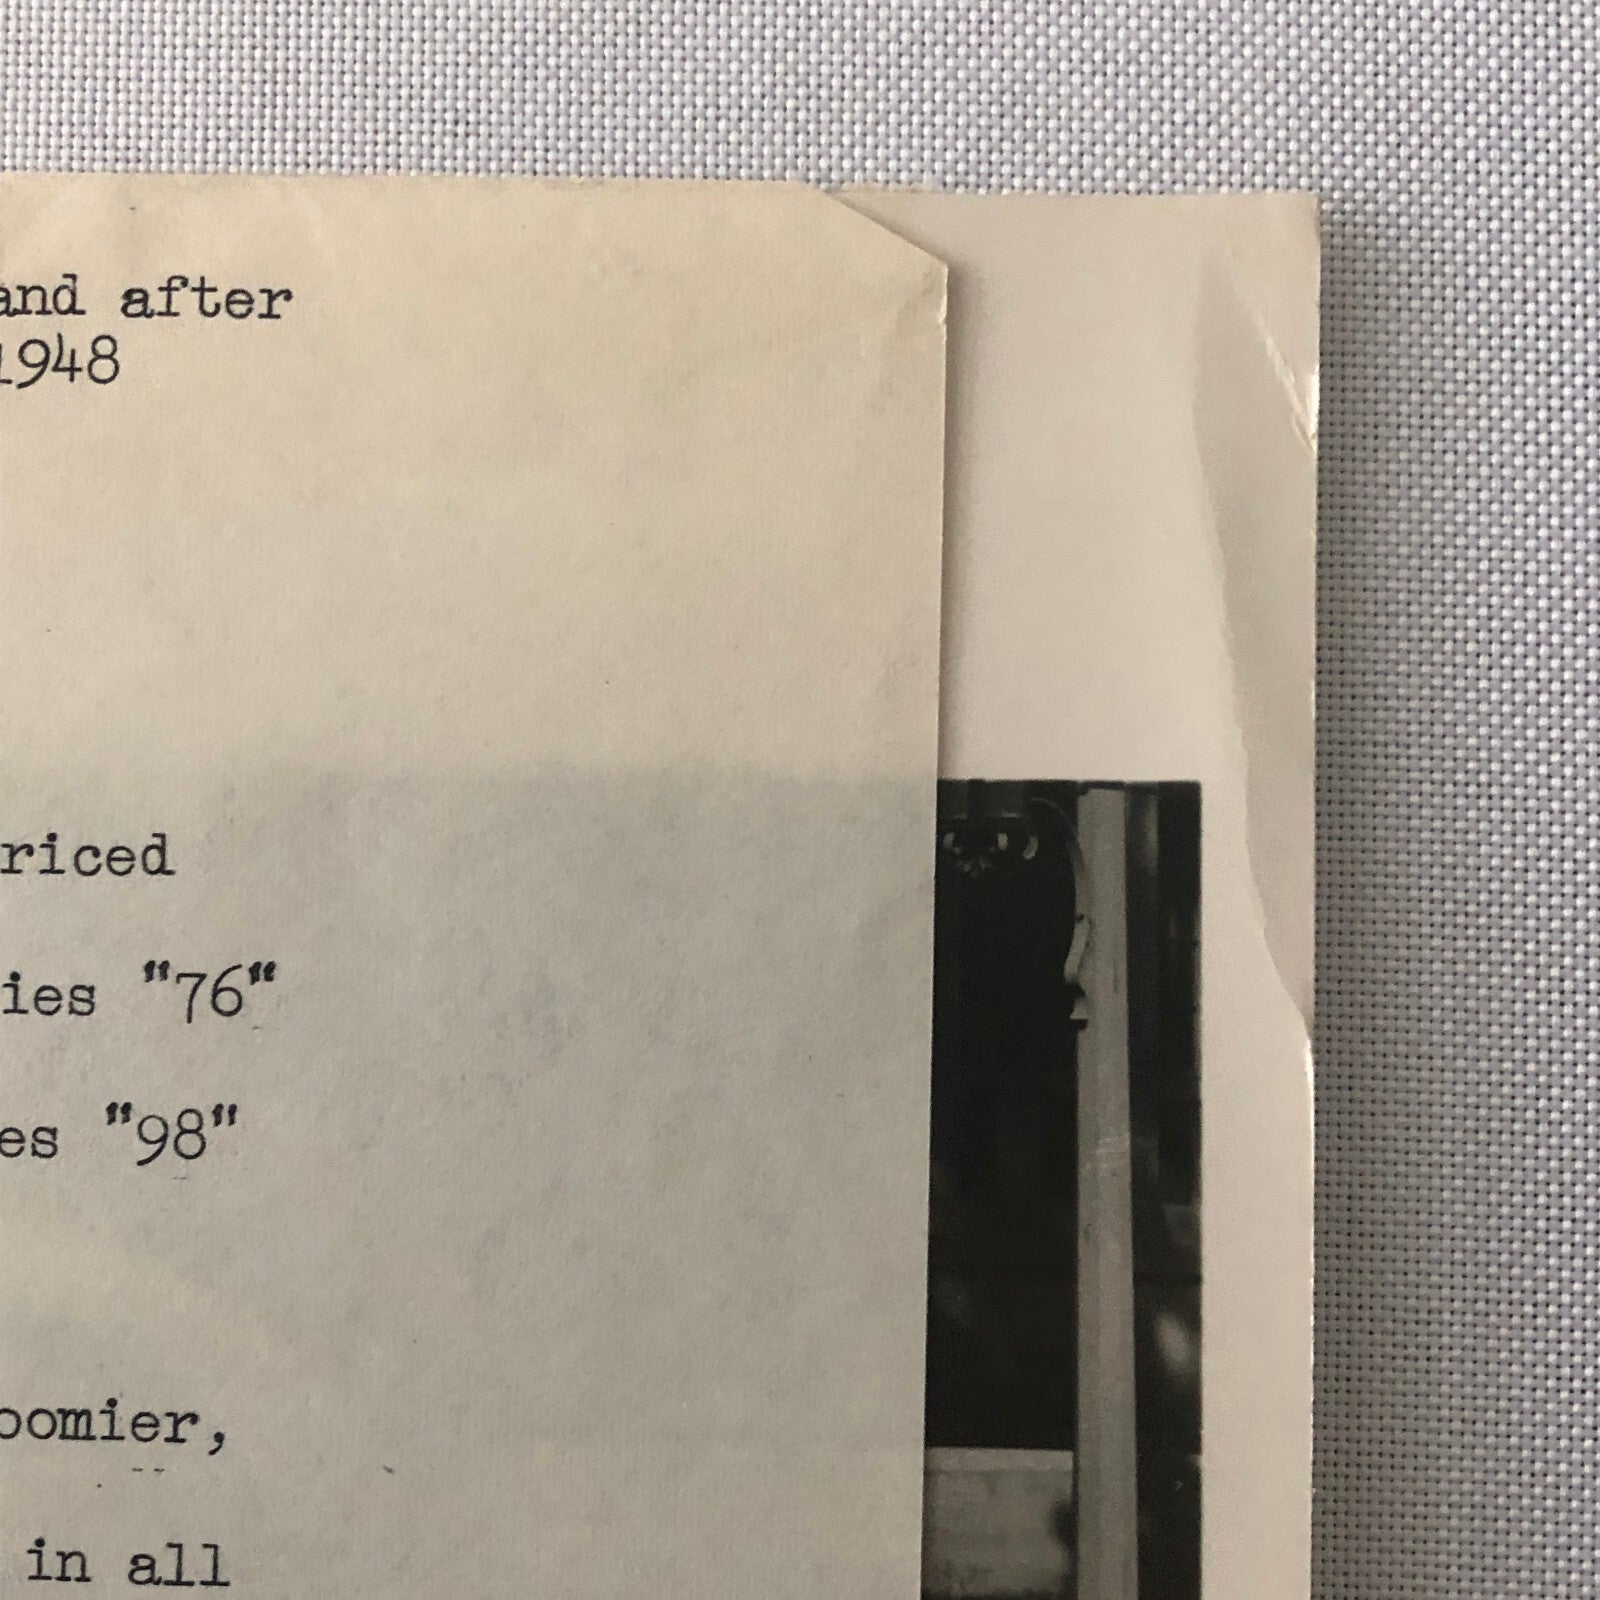 and after
1948
riced
ies "76"
es "98"
oomier,
in all